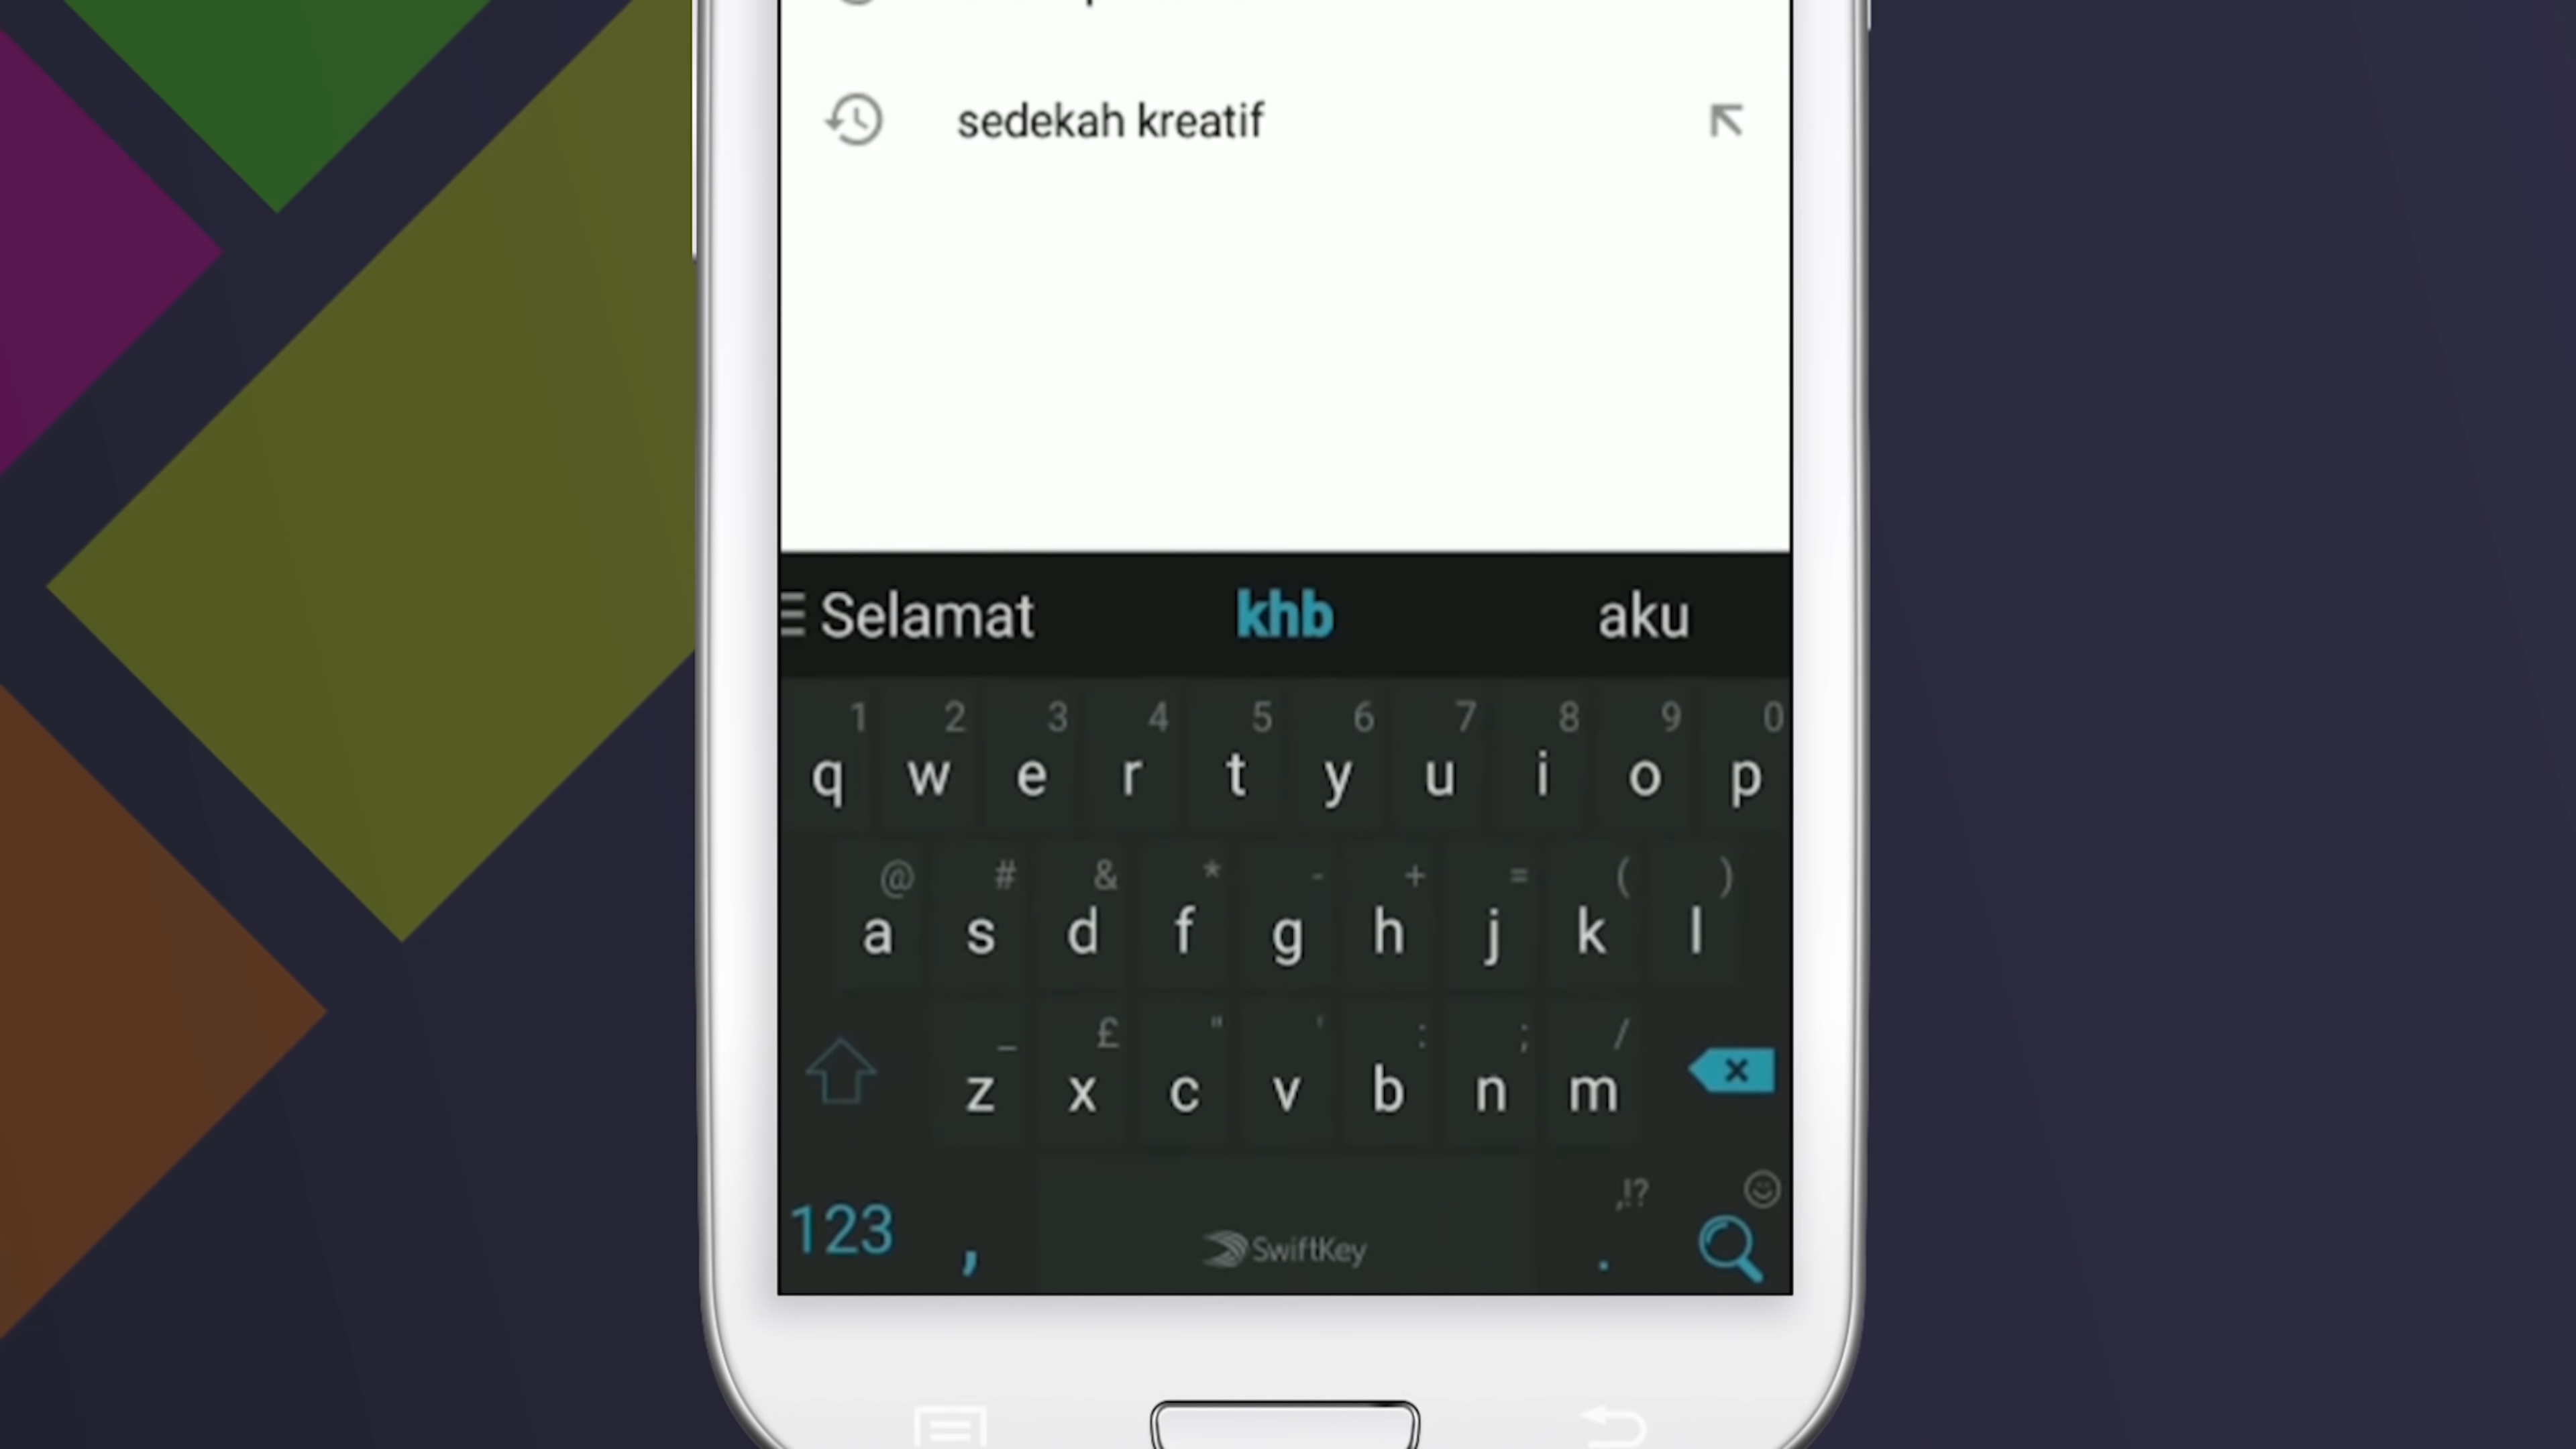 sedekah kreatif
Selamat khb aku
1 2 3 4 5 6 7 8 9 0
q w e r t y u i o p
@ # & * - + = ( )
a s d f g h j k l
_ £ " ' : ; /
z x c v b n m
,!?
123 , SwiftKey .